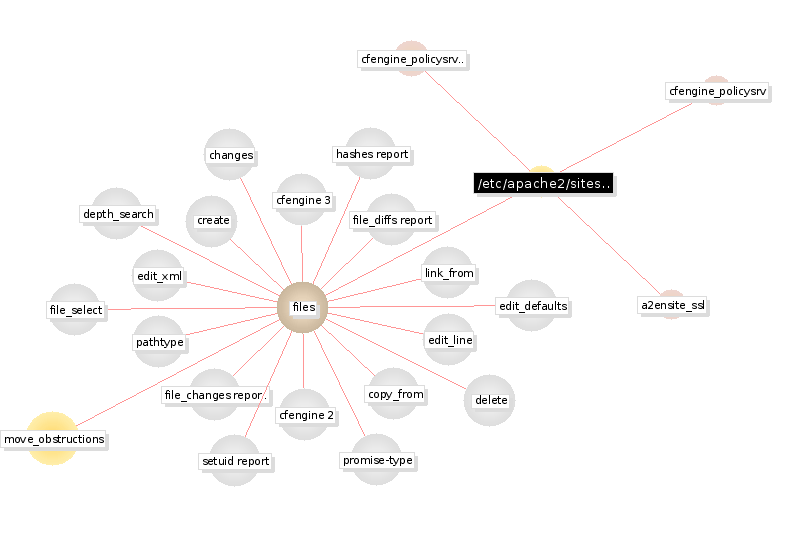 cfengine_policysrv..
cfengine_policysrv
changes
hashes report
/etc/apache2/sites..
cfengine 3
depth_search
create
file_diffs report
edit_xml
link_from
file_select
files
edit_defaults
a2ensite_ssl
pathtype
edit_line
file_changes repor..
copy_from
delete
cfengine 2
move_obstructions
setuid report
promise-type